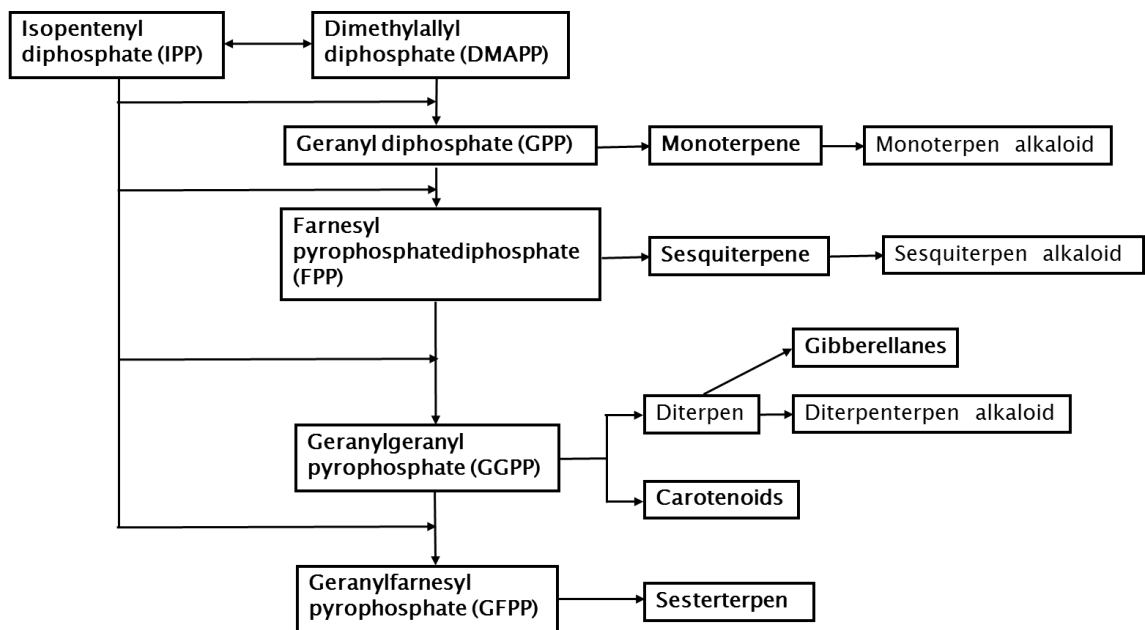 Isopentenyl
diphosphate (IPP)
Dimethylallyl
diphosphate (DMAPP)
Geranyl diphosphate (GPP)
Monoterpene
Monoterpen alkaloid
Farnesyl
pyrophosphatediphosphate
(FPP)
Sesquiterpene
Sesquiterpen alkaloid
Gibberellanes
Diterpen
Diterpenterpen alkaloid
Geranylgeranyl
pyrophosphate (GGPP)
Carotenoids
Geranylfarnesyl
pyrophosphate (GFPP)
Sesterterpen